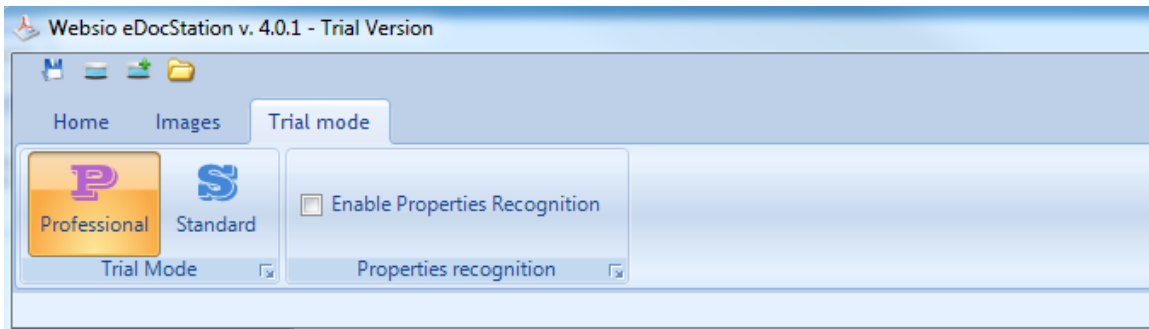 Websio eDocStation v. 4.0.1 - Trial Version
Home Images Trial mode
P S
Professional Standard Enable Properties Recognition
Trial Mode Properties recognition